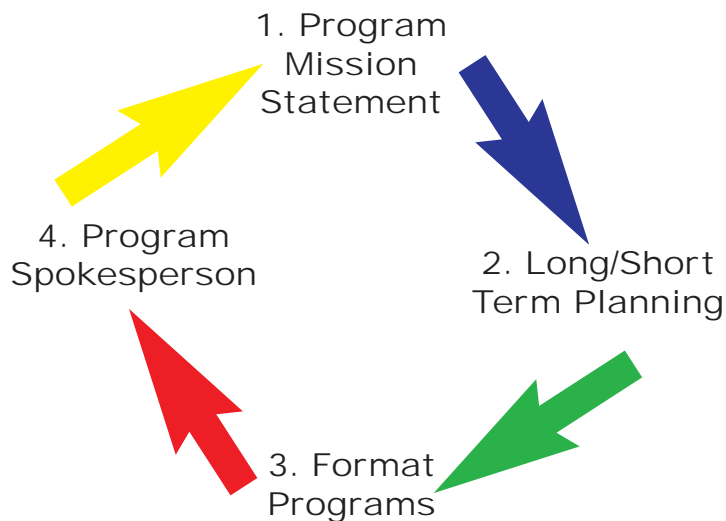 1. Program
Mission
Statement
2. Long/Short
Term Planning
3. Format
Programs
4. Program
Spokesperson